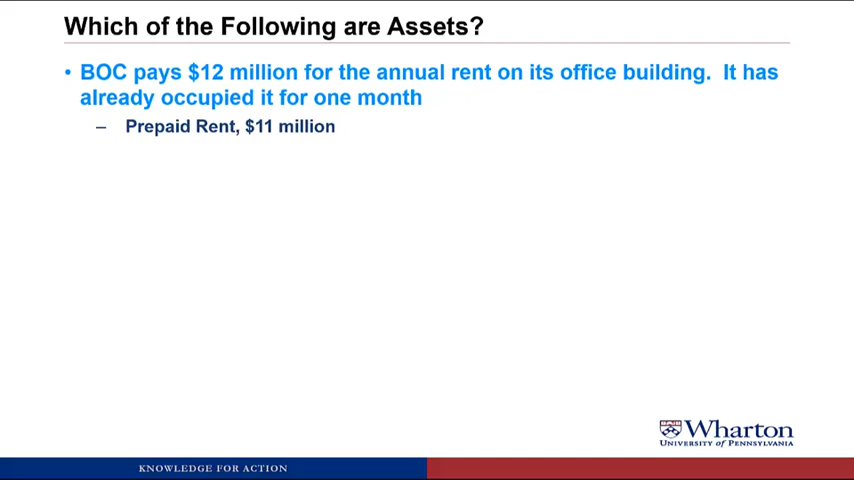 Which of the Following are Assets?
• BOC pays $12 million for the annual rent on its office building.  It has
already occupied it for one month
– Prepaid Rent, $11 million
Wharton
UNIVERSITY of PENNSYLVANIA
KNOWLEDGE FOR ACTION